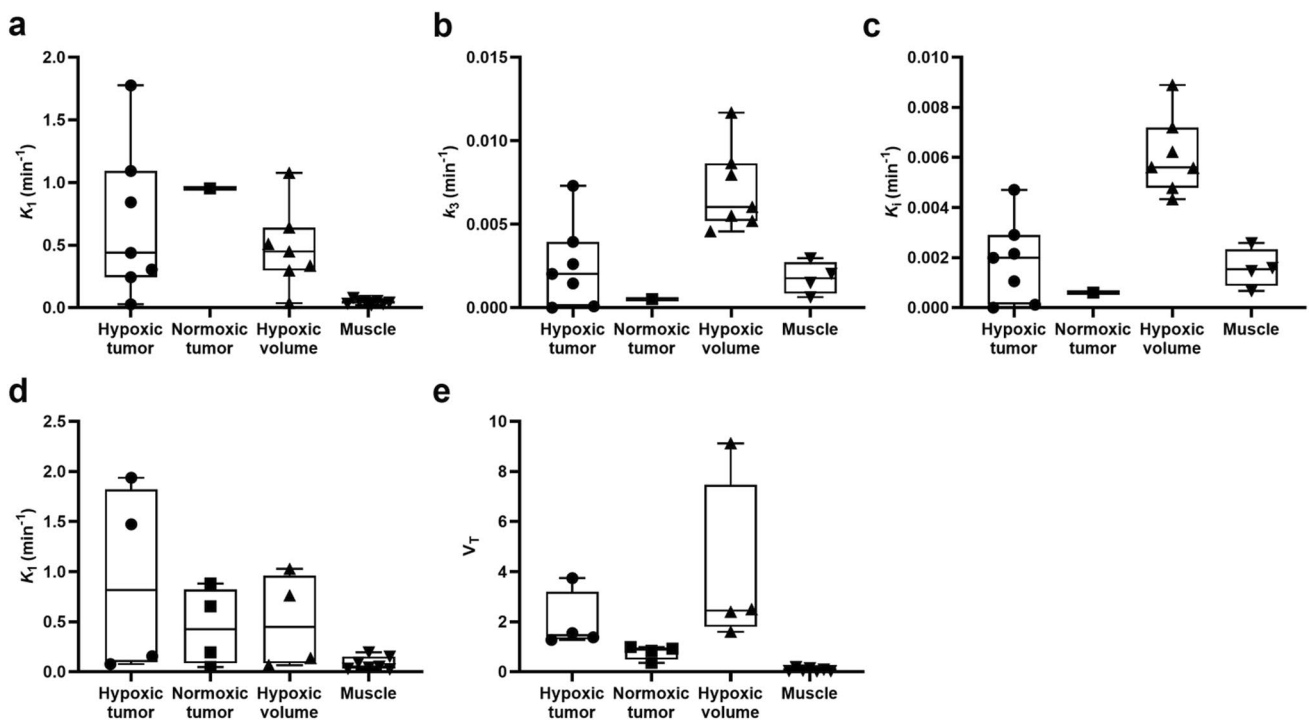 a
K₁ (min⁻¹)
2.0
1.5
1.0
0.5
0.0
Hypoxic tumor
Normoxic tumor
Hypoxic volume
Muscle
b
k₃ (min⁻¹)
0.015
0.010
0.005
0.000
Hypoxic tumor
Normoxic tumor
Hypoxic volume
Muscle
c
Kᵢ (min⁻¹)
0.010
0.008
0.006
0.004
0.002
0.000
Hypoxic tumor
Normoxic tumor
Hypoxic volume
Muscle
d
K₁ (min⁻¹)
2.5
2.0
1.5
1.0
0.5
0.0
Hypoxic tumor
Normoxic tumor
Hypoxic volume
Muscle
e
V_T
10
8
6
4
2
0
Hypoxic tumor
Normoxic tumor
Hypoxic volume
Muscle